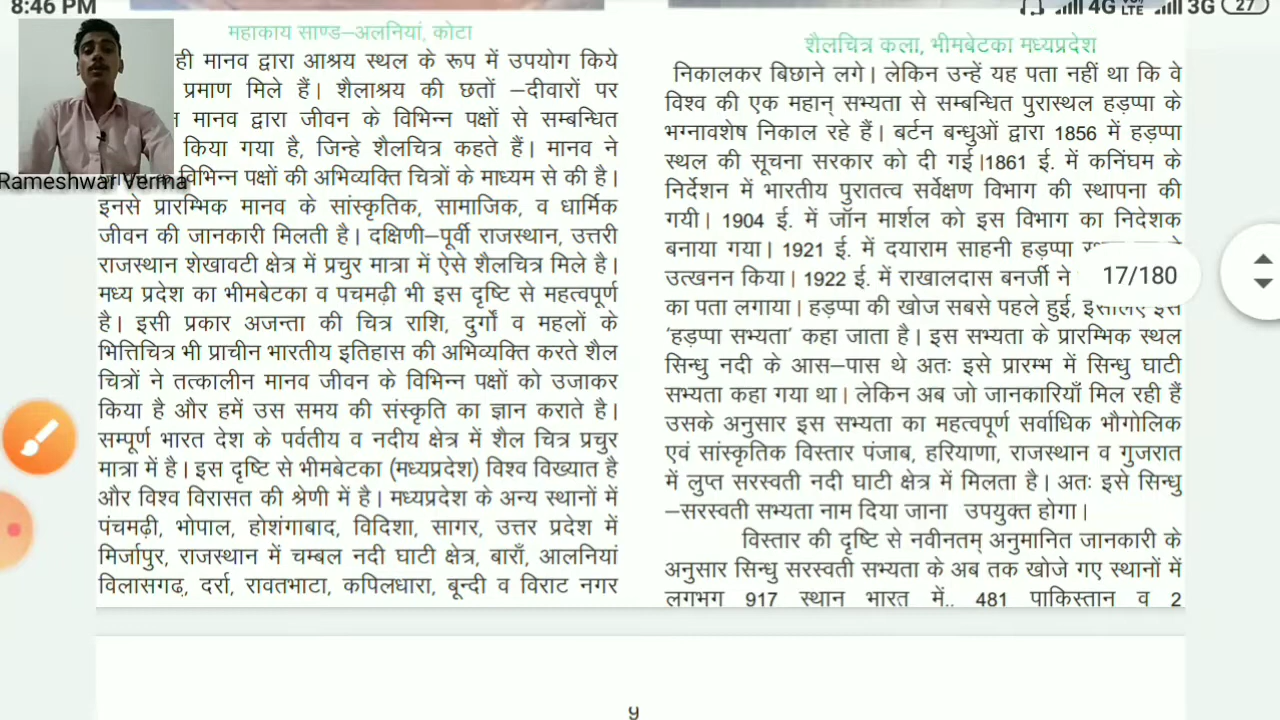 8:46 PM
4G LTE 3G 27
महाकाय साण्ड–अलनियां, कोटा
ही मानव द्वारा आश्रय स्थल के रूप में उपयोग किये
प्रमाण मिले हैं। शैलाश्रय की छतों –दीवारों पर
मानव द्वारा जीवन के विभिन्न पक्षों से सम्बन्धित
किया गया है, जिन्हे शैलचित्र कहते हैं। मानव ने
Rameshwar Verma
विभिन्न पक्षों की अभिव्यक्ति चित्रों के माध्यम से की है।
इनसे प्रारम्भिक मानव के सांस्कृतिक, सामाजिक, व धार्मिक
जीवन की जानकारी मिलती है। दक्षिणी–पूर्वी राजस्थान, उत्तरी
राजस्थान शेखावटी क्षेत्र में प्रचुर मात्रा में ऐसे शैलचित्र मिले है।
मध्य प्रदेश का भीमबेटका व पचमढ़ी भी इस दृष्टि से महत्वपूर्ण
है। इसी प्रकार अजन्ता की चित्र राशि, दुर्गों व महलों के
भित्तिचित्र भी प्राचीन भारतीय इतिहास की अभिव्यक्ति करते शैल
चित्रों ने तत्कालीन मानव जीवन के विभिन्न पक्षों को उजाकर
किया है और हमें उस समय की संस्कृति का ज्ञान कराते है।
सम्पूर्ण भारत देश के पर्वतीय व नदीय क्षेत्र में शैल चित्र प्रचुर
मात्रा में है। इस दृष्टि से भीमबेटका (मध्यप्रदेश) विश्व विख्यात है
और विश्व विरासत की श्रेणी में है। मध्यप्रदेश के अन्य स्थानों में
पंचमढ़ी, भोपाल, होशंगाबाद, विदिशा, सागर, उत्तर प्रदेश में
मिर्जापुर, राजस्थान में चम्बल नदी घाटी क्षेत्र, बाराँ, आलनियां
विलासगढ़, दर्रा, रावतभाटा, कपिलधारा, बून्दी व विराट नगर
शैलचित्र कला, भीमबेटका मध्यप्रदेश
निकालकर बिछाने लगे। लेकिन उन्हें यह पता नहीं था कि वे
विश्व की एक महान् सभ्यता से सम्बन्धित पुरास्थल हड़प्पा के
भग्नावशेष निकाल रहे हैं। बर्टन बन्धुओं द्वारा 1856 में हड़प्पा
स्थल की सूचना सरकार को दी गई।1861 ई. में कनिंघम के
निर्देशन में भारतीय पुरातत्व सर्वेक्षण विभाग की स्थापना की
गयी। 1904 ई. में जॉन मार्शल को इस विभाग का निदेशक
बनाया गया। 1921 ई. में दयाराम साहनी हड़प्पा
उत्खनन किया। 1922 ई. में राखालदास बनर्जी ने
17/180
का पता लगाया। हड़प्पा की खोज सबसे पहले हुई, इसलिए इसे
'हड़प्पा सभ्यता' कहा जाता है। इस सभ्यता के प्रारम्भिक स्थल
सिन्धु नदी के आस–पास थे अतः इसे प्रारम्भ में सिन्धु घाटी
सभ्यता कहा गया था। लेकिन अब जो जानकारियाँ मिल रही हैं
उसके अनुसार इस सभ्यता का महत्वपूर्ण सर्वाधिक भौगोलिक
एवं सांस्कृतिक विस्तार पंजाब, हरियाणा, राजस्थान व गुजरात
में लुप्त सरस्वती नदी घाटी क्षेत्र में मिलता है। अतः इसे सिन्धु
–सरस्वती सभ्यता नाम दिया जाना उपयुक्त होगा।
विस्तार की दृष्टि से नवीनतम् अनुमानित जानकारी के
अनुसार सिन्धु सरस्वती सभ्यता के अब तक खोजे गए स्थानों में
लगभग 917 स्थान भारत में.. 481 पाकिस्तान व 2